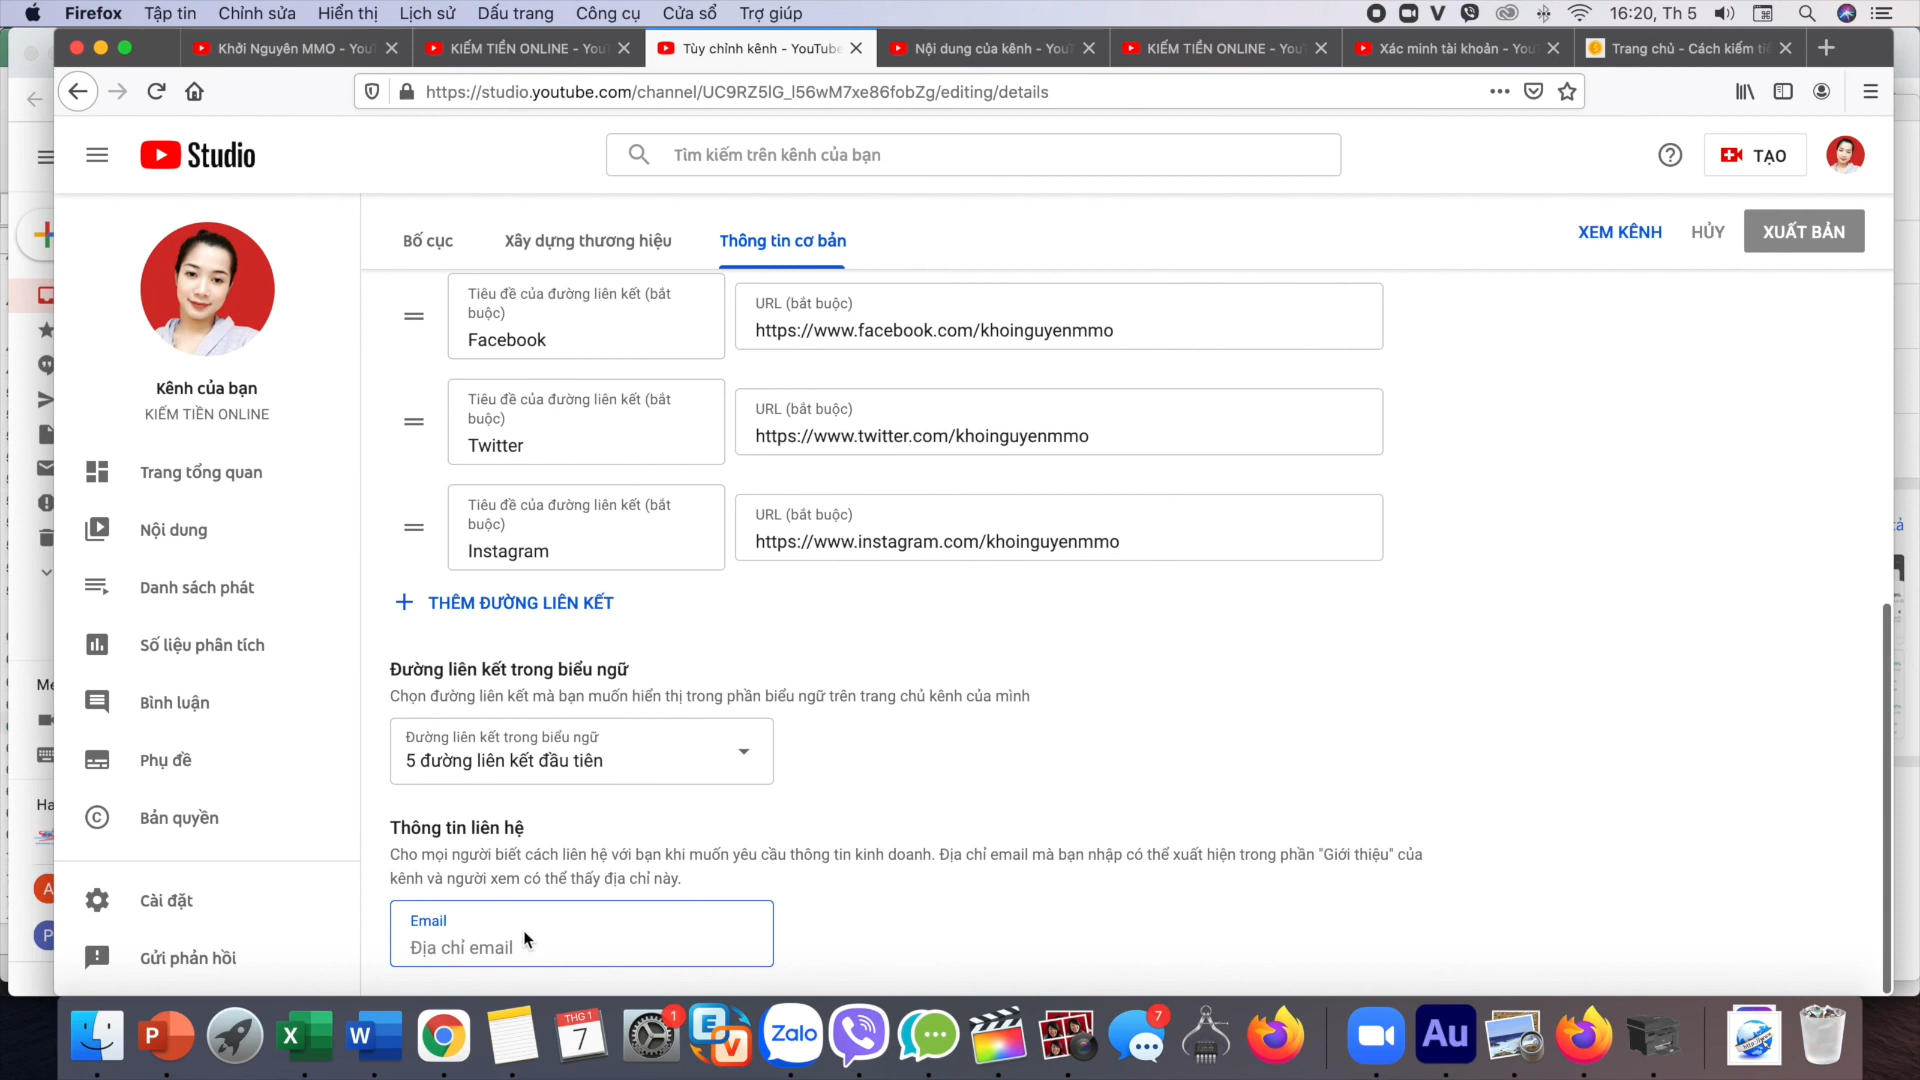 Firefox Tập tin Chỉnh sửa Hiển thị Lịch sử Dấu trang Công cụ Cửa sổ Trợ giúp 16:20, Th 5
Khởi Nguyên MMO - You
KIẾM TIỀN ONLINE - You
Tùy chỉnh kênh - YouTube
Nội dung của kênh - You
KIẾM TIỀN ONLINE - You
Xác minh tài khoản - You
Trang chủ - Cách kiếm ti
https://studio.youtube.com/channel/UC9RZ5lG_l56wM7xe86fobZg/editing/details
Studio
Tìm kiếm trên kênh của bạn
TẠO
Bố cục Xây dựng thương hiệu Thông tin cơ bản
XEM KÊNH HỦY XUẤT BẢN
Kênh của bạn
KIẾM TIỀN ONLINE
Trang tổng quan
Nội dung
Danh sách phát
Số liệu phân tích
Bình luận
Phụ đề
Bản quyền
Cài đặt
Gửi phản hồi
Tiêu đề của đường liên kết (bắt
buộc)
Facebook
URL (bắt buộc)
https://www.facebook.com/khoinguyenmmo
Tiêu đề của đường liên kết (bắt
buộc)
Twitter
URL (bắt buộc)
https://www.twitter.com/khoinguyenmmo
Tiêu đề của đường liên kết (bắt
buộc)
Instagram
URL (bắt buộc)
https://www.instagram.com/khoinguyenmmo
THÊM ĐƯỜNG LIÊN KẾT
Đường liên kết trong biểu ngữ
Chọn đường liên kết mà bạn muốn hiển thị trong phần biểu ngữ trên trang chủ kênh của mình
Đường liên kết trong biểu ngữ
5 đường liên kết đầu tiên
Thông tin liên hệ
Cho mọi người biết cách liên hệ với bạn khi muốn yêu cầu thông tin kinh doanh. Địa chỉ email mà bạn nhập có thể xuất hiện trong phần "Giới thiệu" của
kênh và người xem có thể thấy địa chỉ này.
Email
Địa chỉ email
Me
Ha
A
P
THG 1
7
1
Zalo
7
Au